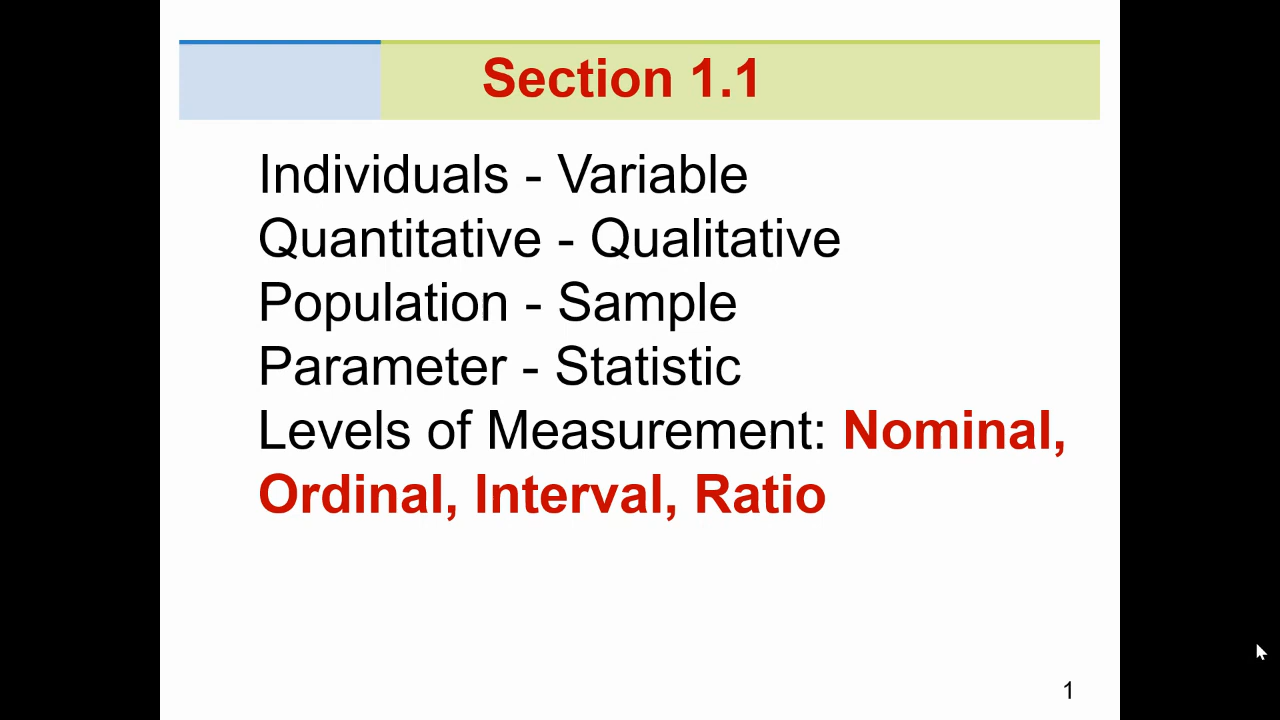 Section 1.1
Individuals - Variable
Quantitative - Qualitative
Population - Sample
Parameter - Statistic
Levels of Measurement: Nominal,
Ordinal, Interval, Ratio
1